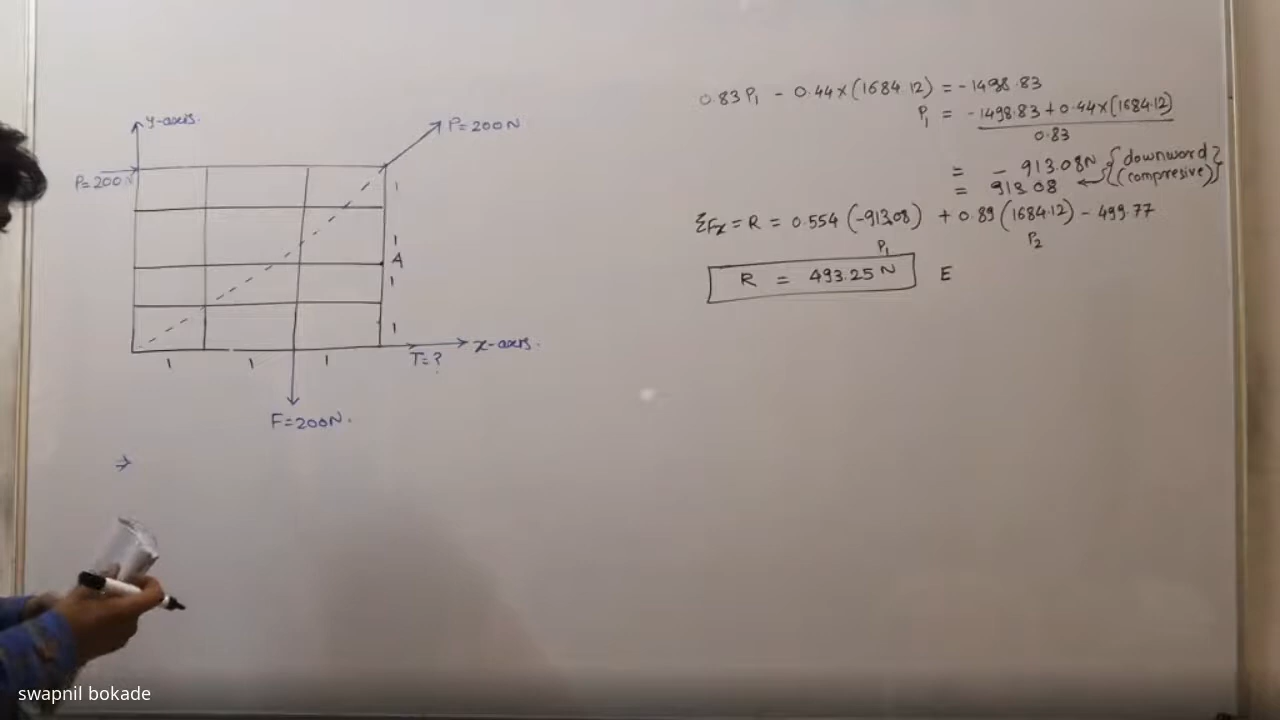 y-axis.
P=200N
P=200N
1
1
A
1
1
1
1
1
T=?
x-axis.
F=200N.
⇒
0.83P₁ - 0.44×(1684.12) = -1498.83
P₁ = -1498.83 + 0.44×(1684.12)
0.83
= - 913.08N {downword}
= 913.08 ← {(compresive)}
ΣFx = R = 0.554 (-913.08) + 0.89 (1684.12) - 499.77
P₁ P₂
R = 493.25 N E
swapnil bokade